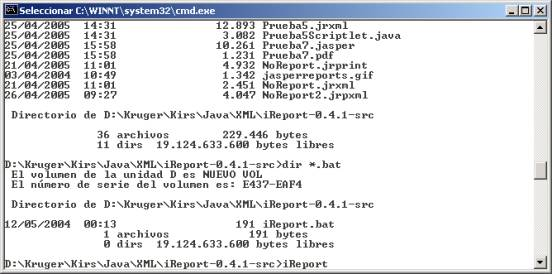 Seleccionar C:\WINNT\system32\cmd.exe
25/04/2005  14:31              12.893 Prueba5.jrxml
25/04/2005  14:31               3.082 Prueba5Scriptlet.java
25/04/2005  15:58              10.261 Prueba7.jasper
25/04/2005  15:58               1.231 Prueba7.pdf
21/04/2005  11:01               4.932 NoReport.jrprint
03/04/2004  10:49               1.342 jasperreports.gif
21/04/2005  11:01               2.451 NoReport.jrxml
26/04/2005  09:27               4.047 NoReport2.jrpxml
Directorio de D:\Kruger\Kirs\Java\XML\iReport-0.4.1-src
36 archivos        229.446 bytes
11 dirs  19.124.633.600 bytes libres
D:\Kruger\Kirs\Java\XML\iReport-0.4.1-src>dir *.bat
El volumen de la unidad D es NUEVO VOL
El número de serie del volumen es: E437-EAF4
Directorio de D:\Kruger\Kirs\Java\XML\iReport-0.4.1-src
12/05/2004  00:13                 191 iReport.bat
1 archivos            191 bytes
0 dirs  19.124.633.600 bytes libres
D:\Kruger\Kirs\Java\XML\iReport-0.4.1-src>iReport